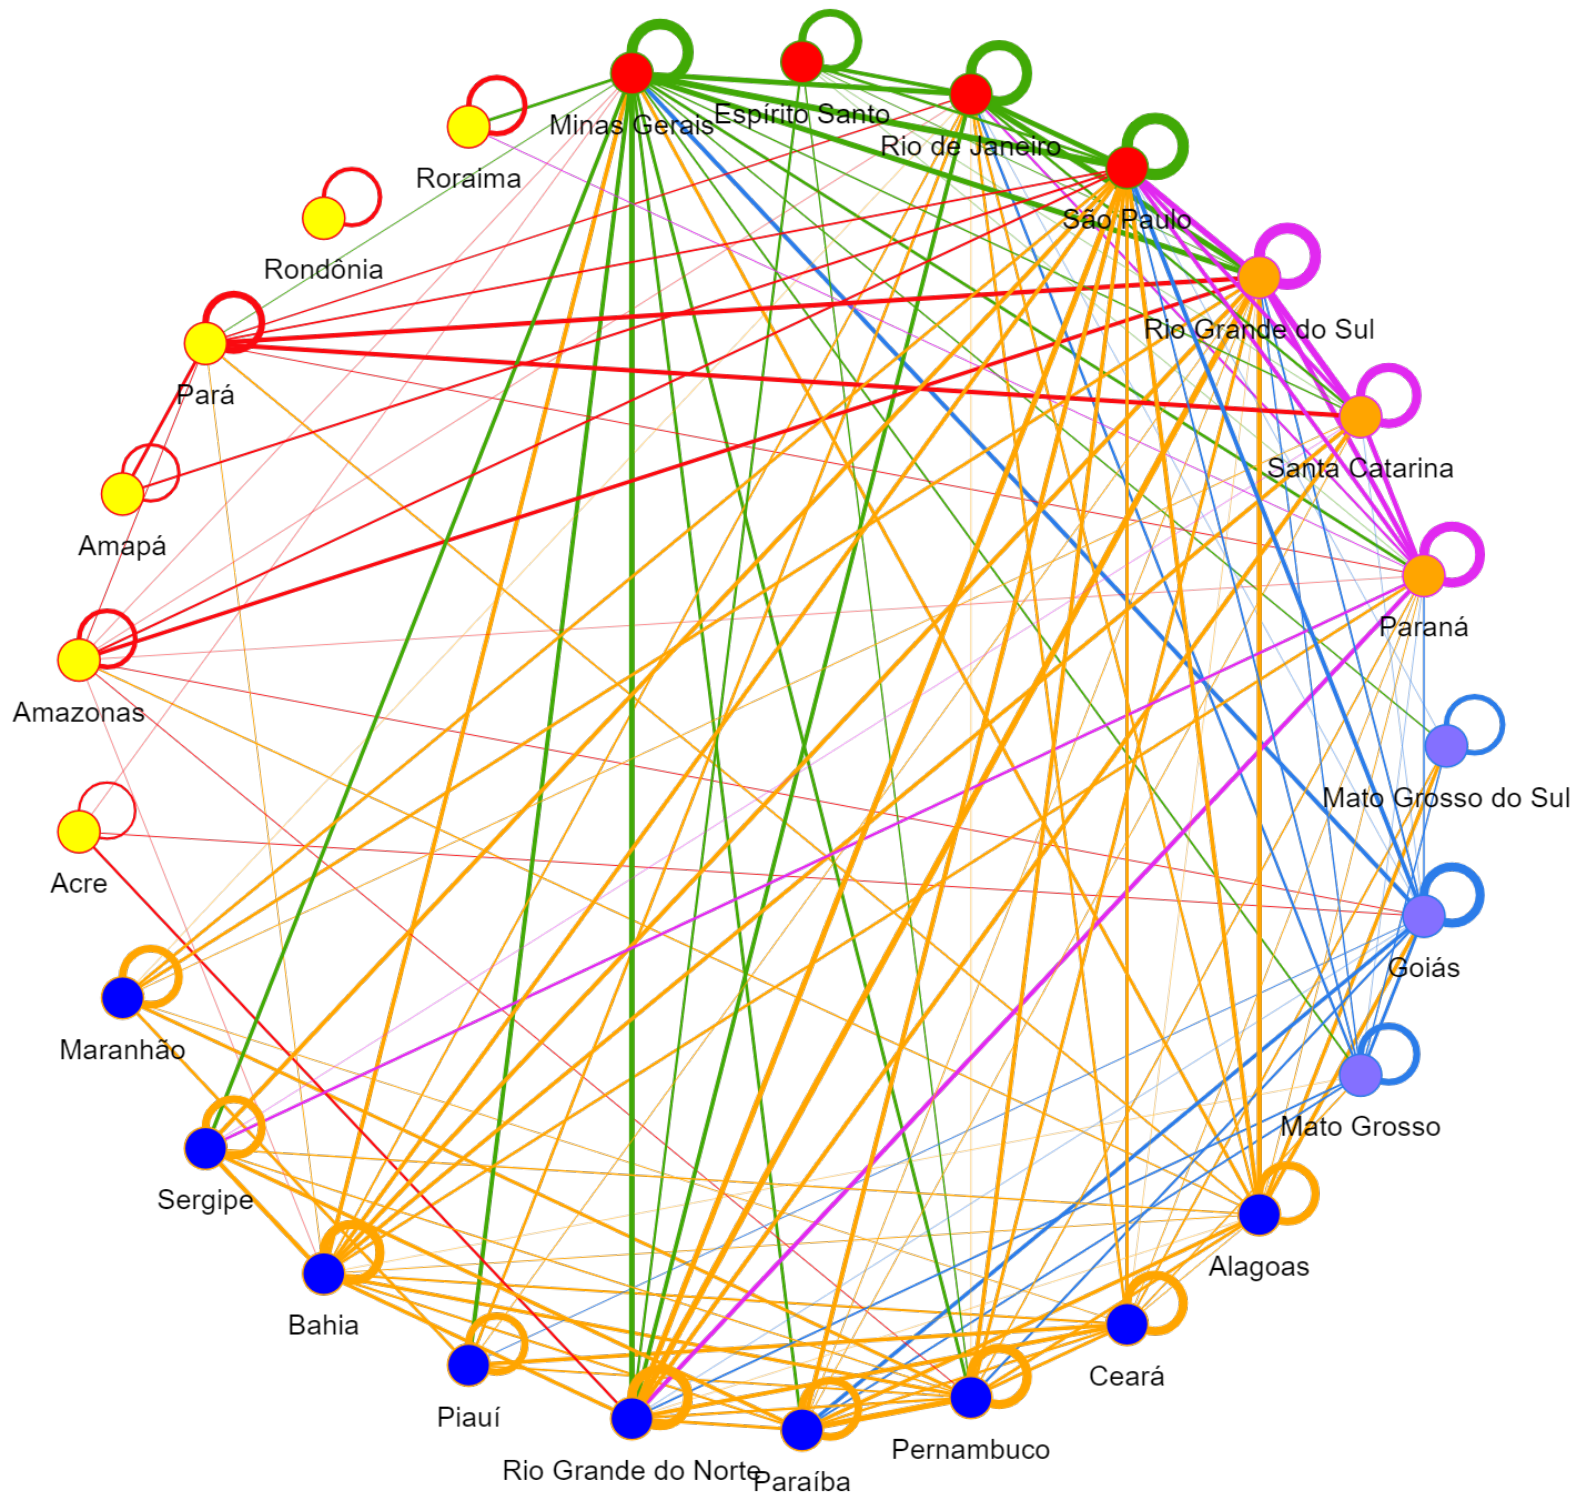 Minas Gerais
Espírito Santo
Rio de Janeiro
Roraima
São Paulo
Rondônia
Rio Grande do Sul
Pará
Santa Catarina
Amapá
Paraná
Amazonas
Mato Grosso do Sul
Acre
Goiás
Maranhão
Mato Grosso
Sergipe
Alagoas
Bahia
Ceará
Piauí
Pernambuco
Rio Grande do Norte
Paraíba